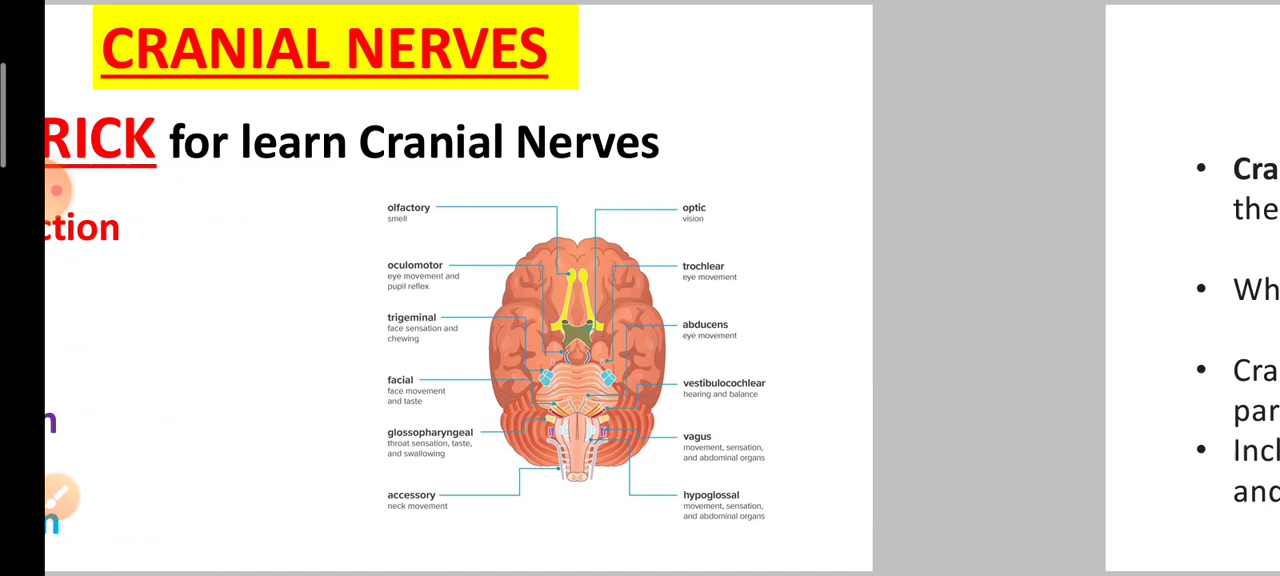 CRANIAL NERVES
RICK for learn Cranial Nerves
ction
n
n
olfactory
smell
optic
vision
oculomotor
eye movement and
pupil reflex
trochlear
eye movement
trigeminal
face sensation and
chewing
abducens
eye movement
facial
face movement
and taste
vestibulocochlear
hearing and balance
glossopharyngeal
throat sensation, taste,
and swallowing
vagus
movement, sensation,
and abdominal organs
accessory
neck movement
hypoglossal
movement, sensation,
and abdominal organs
• Cra
the
• Wh
• Cra
par
• Incl
and